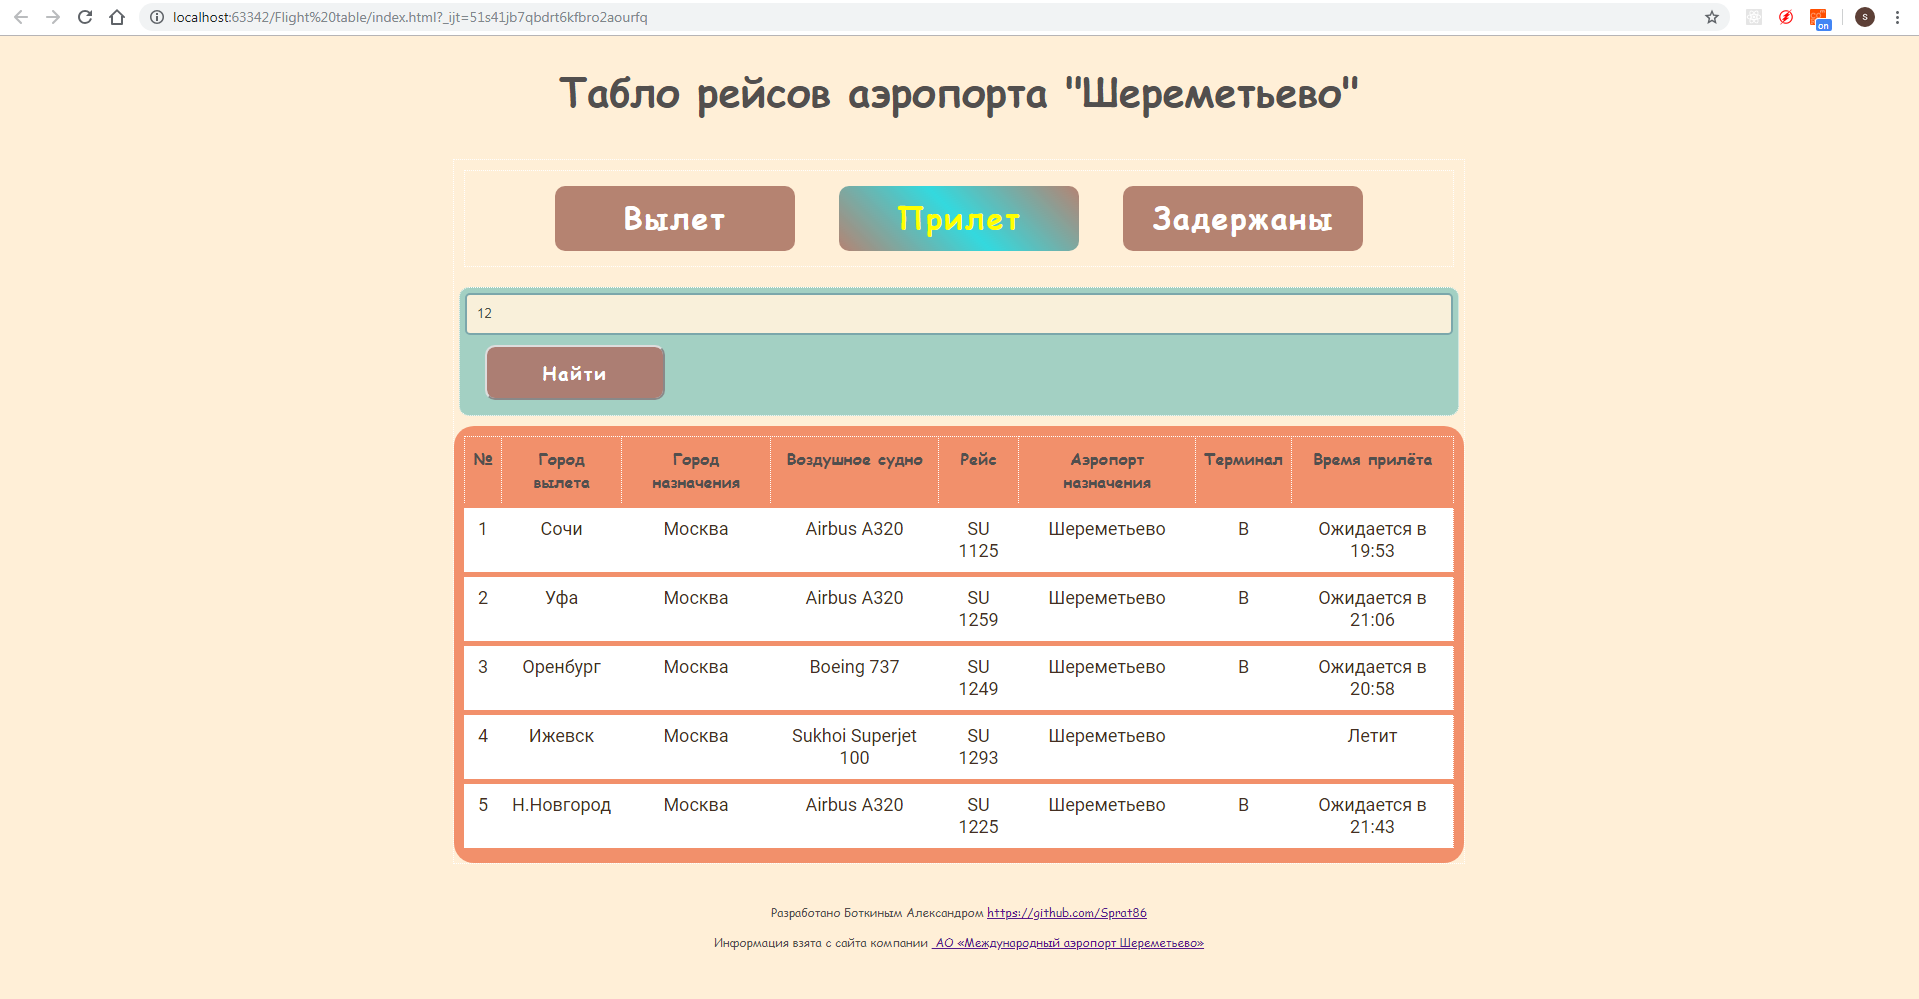 localhost:63342/Flight%20table/index.html?_ijt=51s41jb7qbdrt6kfbro2aourfq
on
s
Табло рейсов аэропорта "Шереметьево"
Вылет Прилет Задержаны
12
Найти
№ Город вылета Город назначения Воздушное судно Рейс Аэропорт назначения Терминал Время прилёта
1 Сочи Москва Airbus A320 SU 1125 Шереметьево B Ожидается в 19:53
2 Уфа Москва Airbus A320 SU 1259 Шереметьево B Ожидается в 21:06
3 Оренбург Москва Boeing 737 SU 1249 Шереметьево B Ожидается в 20:58
4 Ижевск Москва Sukhoi Superjet 100 SU 1293 Шереметьево Летит
5 Н.Новгород Москва Airbus A320 SU 1225 Шереметьево B Ожидается в 21:43
Разработано Боткиным Александром https://github.com/Sprat86
Информация взята с сайта компании АО «Международный аэропорт Шереметьево»